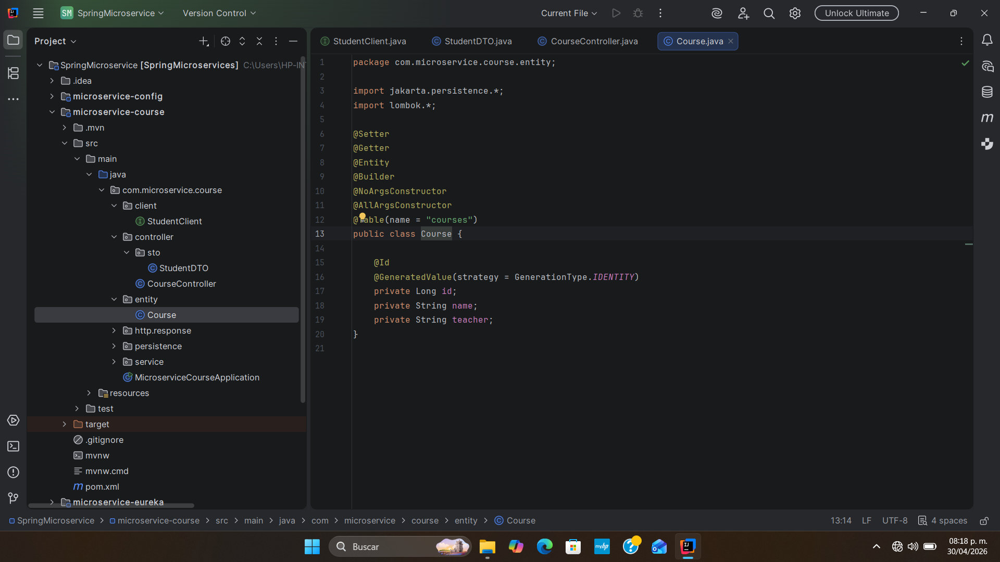 SM SpringMicroservice
Version Control
Current File
Unlock Ultimate
Project
SpringMicroservice [SpringMicroservices] C:\Users\HP-IN
.idea
microservice-config
microservice-course
.mvn
src
main
java
com.microservice.course
client
StudentClient
controller
sto
StudentDTO
CourseController
entity
Course
http.response
persistence
service
MicroserviceCourseApplication
resources
test
target
.gitignore
mvnw
mvnw.cmd
pom.xml
microservice-eureka
StudentClient.java
StudentDTO.java
CourseController.java
Course.java
1 package com.microservice.course.entity;
2
3 import jakarta.persistence.*;
4 import lombok.*;
5
6 @Setter
7 @Getter
8 @Entity
9 @Builder
10 @NoArgsConstructor
11 @AllArgsConstructor
12 @Table(name = "courses")
13 public class Course {
14
15 @Id
16 @GeneratedValue(strategy = GenerationType.IDENTITY)
17 private Long id;
18 private String name;
19 private String teacher;
20 }
21
SpringMicroservice > microservice-course > src > main > java > com > microservice > course > entity > Course
13:14 LF UTF-8 4 spaces
Buscar
myhp
08:18 p. m.
30/04/2026